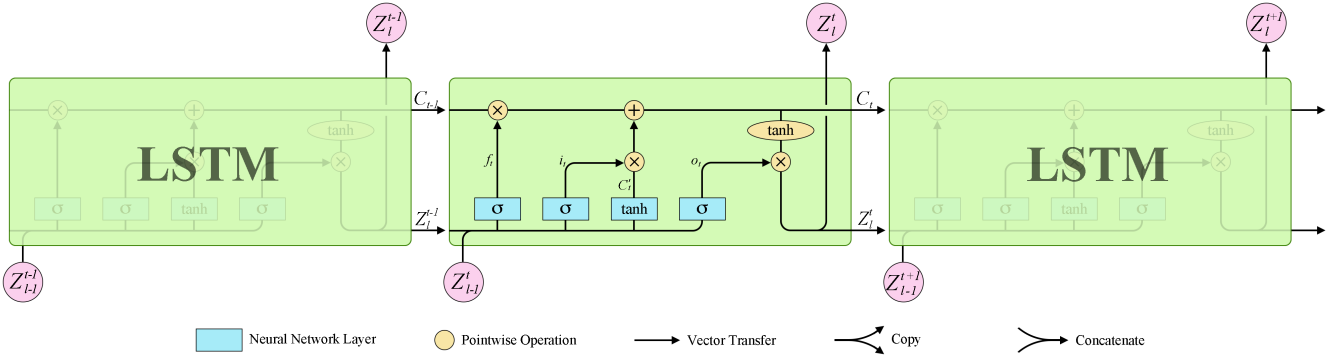 Z_l^{t-1} Z_l^t Z_l^{t+1}
C_{t-1} C_t
× + × + × +
tanh tanh tanh
f_t i_t × o_t × ×
LSTM LSTM
C'_t
σ σ tanh σ σ σ tanh σ σ σ tanh σ
Z_l^{t-1} Z_l^t
Z_{l-1}^{t-1} Z_{l-1}^t Z_{l-1}^{t+1}
Neural Network Layer Pointwise Operation Vector Transfer Copy Concatenate